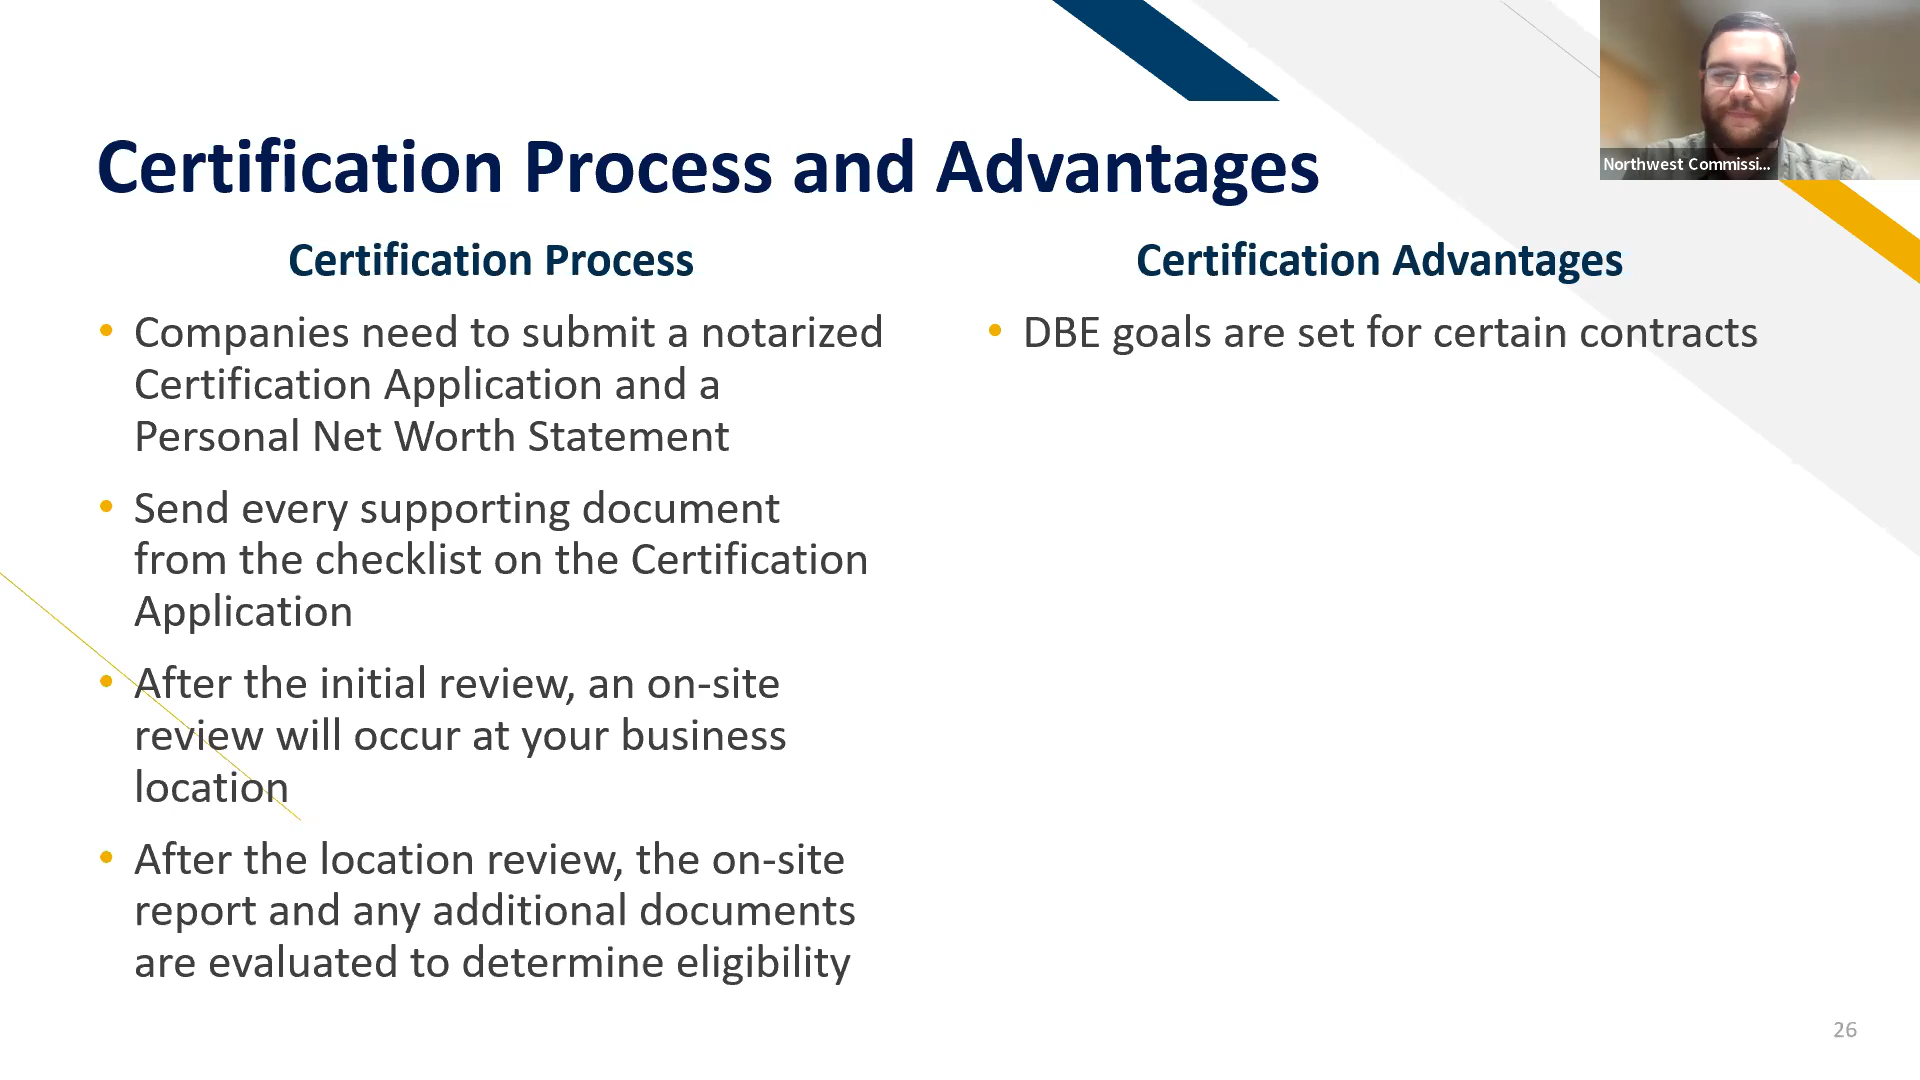 Northwest Commissi...
Certification Process and Advantages
Certification Process
• Companies need to submit a notarized
Certification Application and a
Personal Net Worth Statement
• Send every supporting document
from the checklist on the Certification
Application
• After the initial review, an on-site
review will occur at your business
location
• After the location review, the on-site
report and any additional documents
are evaluated to determine eligibility
Certification Advantages
• DBE goals are set for certain contracts
26